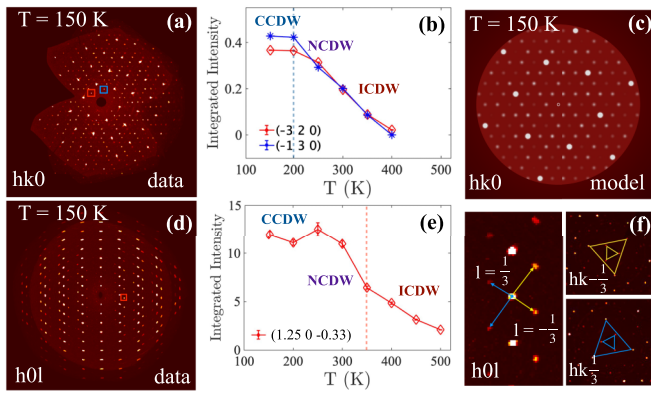 T = 150 K
(a)
hk0
data
(b)
CCDW
NCDW
ICDW
Integrated Intensity
0.4
0.2
0
(-3 2 0)
(-1 3 0)
100
200
300
400
500
T (K)
(c)
hk0
model
T = 150 K
(d)
h0l
data
(e)
CCDW
NCDW
ICDW
Integrated Intensity
15
10
5
0
(1.25 0 -0.33)
100
200
300
400
500
T (K)
(f)
l = 1/3
l = -1/3
h0l
hk-1/3
hk1/3